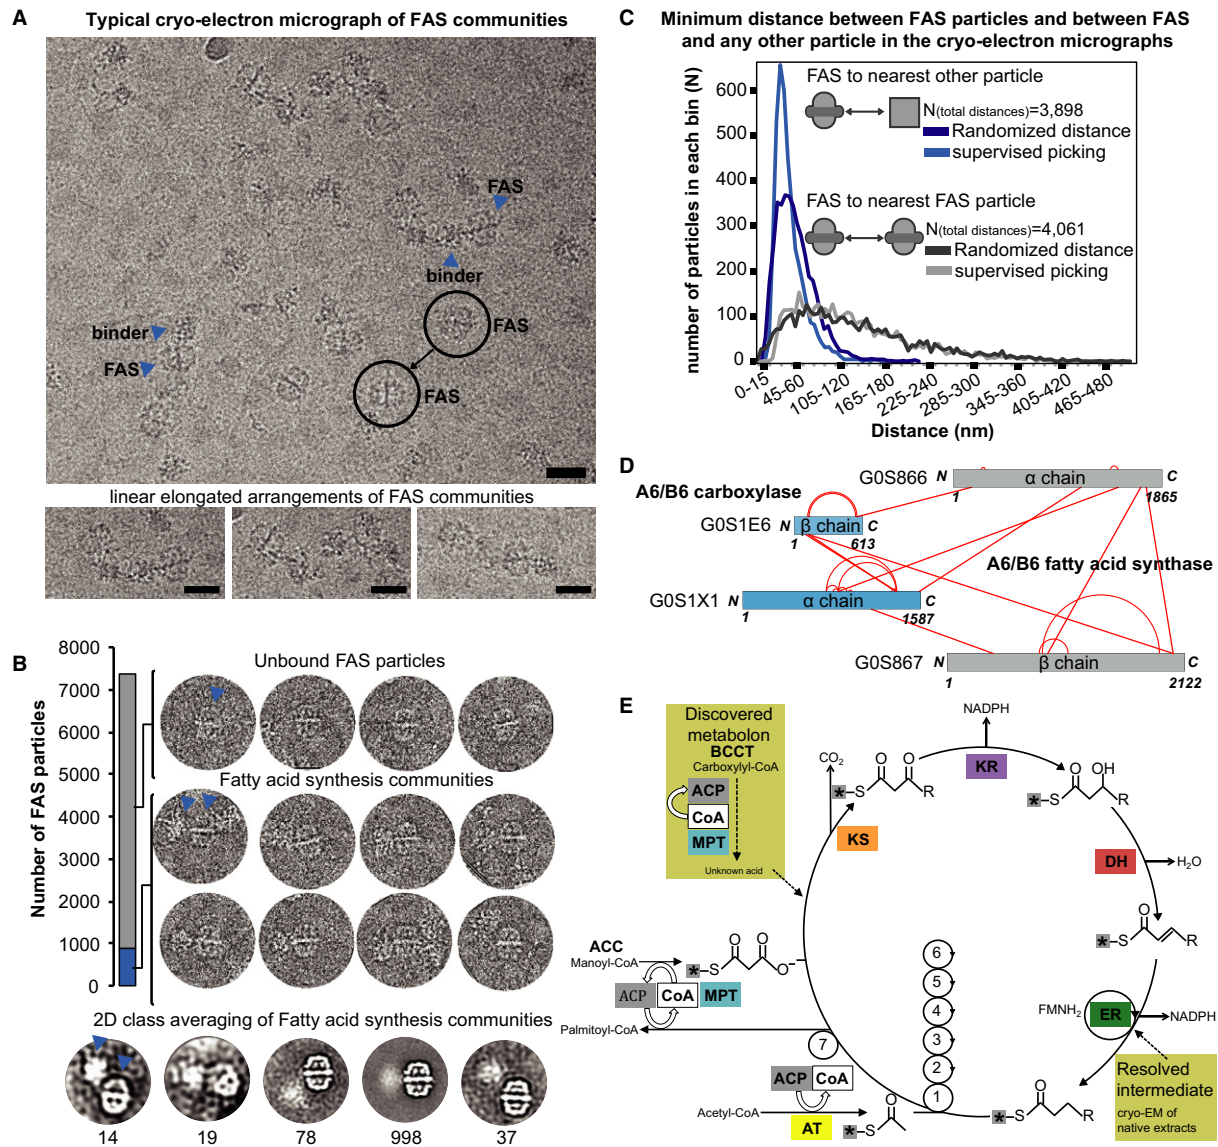 A
Typical cryo-electron micrograph of FAS communities
FAS
binder
binder
FAS
FAS
FAS
linear elongated arrangements of FAS communities
B
Number of FAS particles
8000
7000
6000
5000
4000
3000
2000
1000
0
Unbound FAS particles
Fatty acid synthesis communities
2D class averaging of Fatty acid synthesis communities
14
19
78
998
37
C
Minimum distance between FAS particles and between FAS
and any other particle in the cryo-electron micrographs
number of particles in each bin (N)
600
500
400
300
200
100
0
FAS to nearest other particle
N(total distances)=3,898
Randomized distance
supervised picking
FAS to nearest FAS particle
N(total distances)=4,061
Randomized distance
supervised picking
0-15
45-60
105-120
165-180
225-240
285-300
345-360
405-420
465-480
Distance (nm)
D
G0S866
N
α chain
C
1
1865
A6/B6 carboxylase
G0S1E6
N
β chain
C
1
613
A6/B6 fatty acid synthase
G0S1X1
N
α chain
C
1
1587
G0S867
N
β chain
C
1
2122
E
Discovered
metabolon
BCCT
Carboxylyl-CoA
ACP
CoA
MPT
Unknown acid
CO2
* S O O R
KS
NADPH
KR
* S O OH R
DH
H2O
* S O R
FMNH2
ER
NADPH
Resolved
intermediate
cryo-EM of
native extracts
* S O R
ACC
Manoyl-CoA
* S O O O−
ACP
CoA
MPT
Palmitoyl-CoA
7
ACP
CoA
Acetyl-CoA
AT
* S O
6
5
4
3
2
1